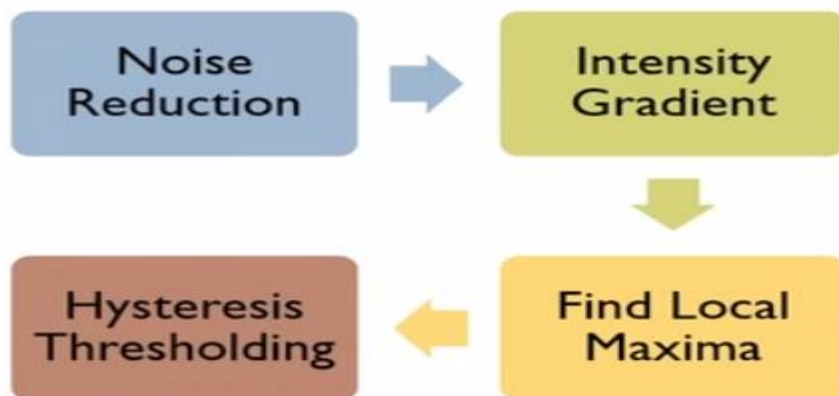 Noise
Reduction
Intensity
Gradient
Find Local
Maxima
Hysteresis
Thresholding